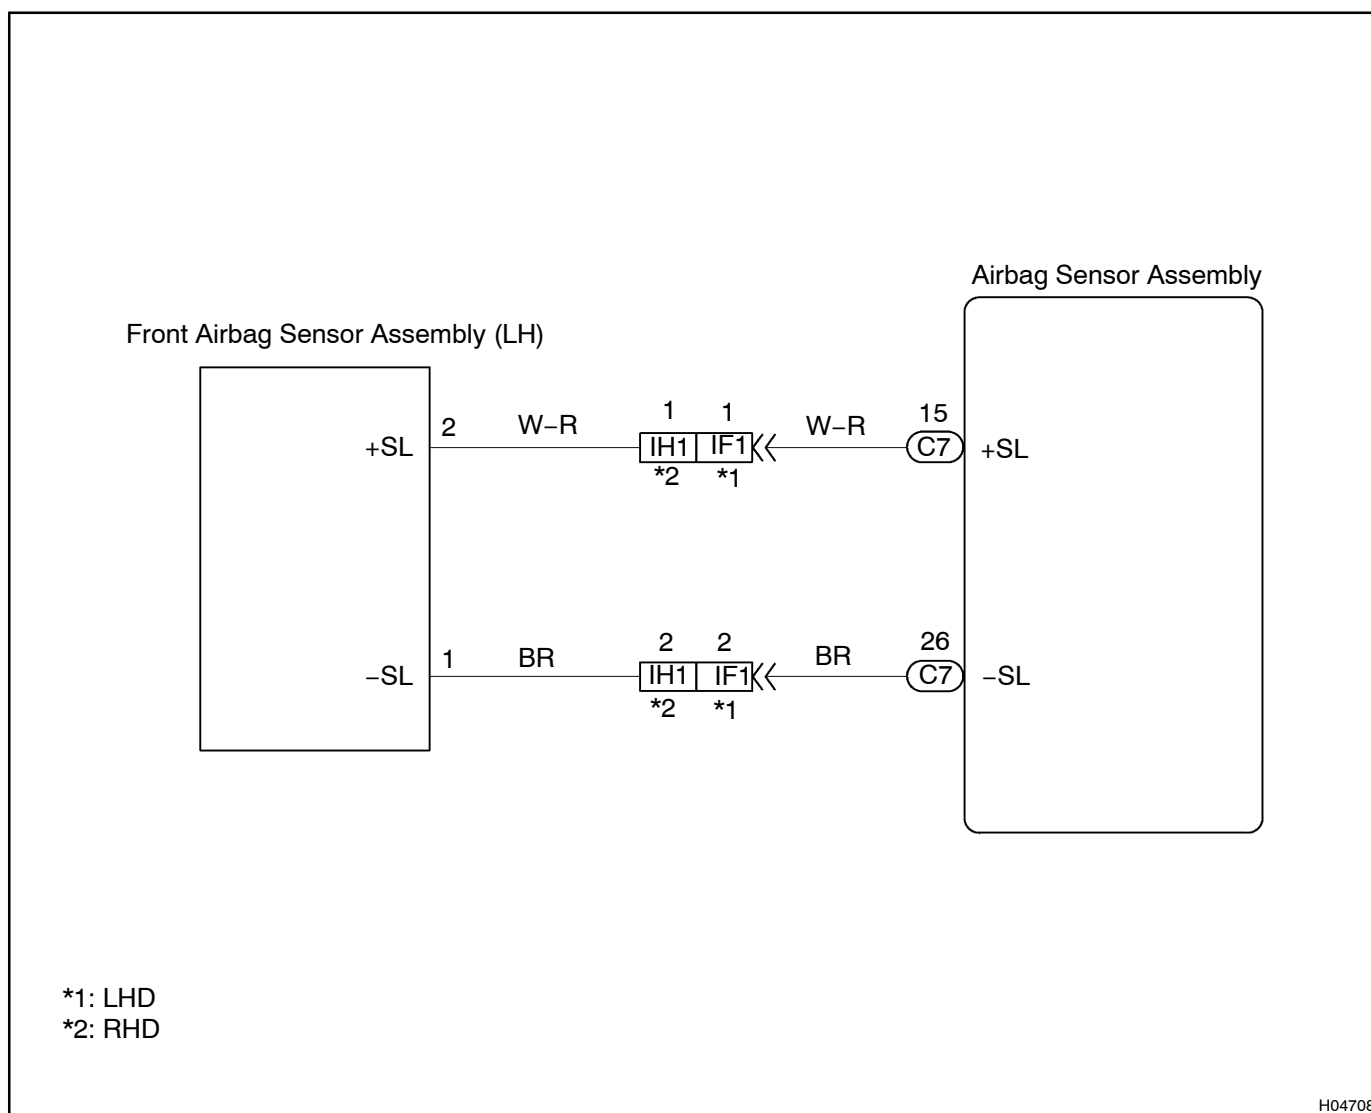 Airbag Sensor Assembly
Front Airbag Sensor Assembly (LH)
+SL 2 W−R 1 1 W−R 15 +SL
IH1 IF1 C7
*2 *1
−SL 1 BR 2 2 BR 26 −SL
IH1 IF1 C7
*2 *1
*1: LHD
*2: RHD
H04708